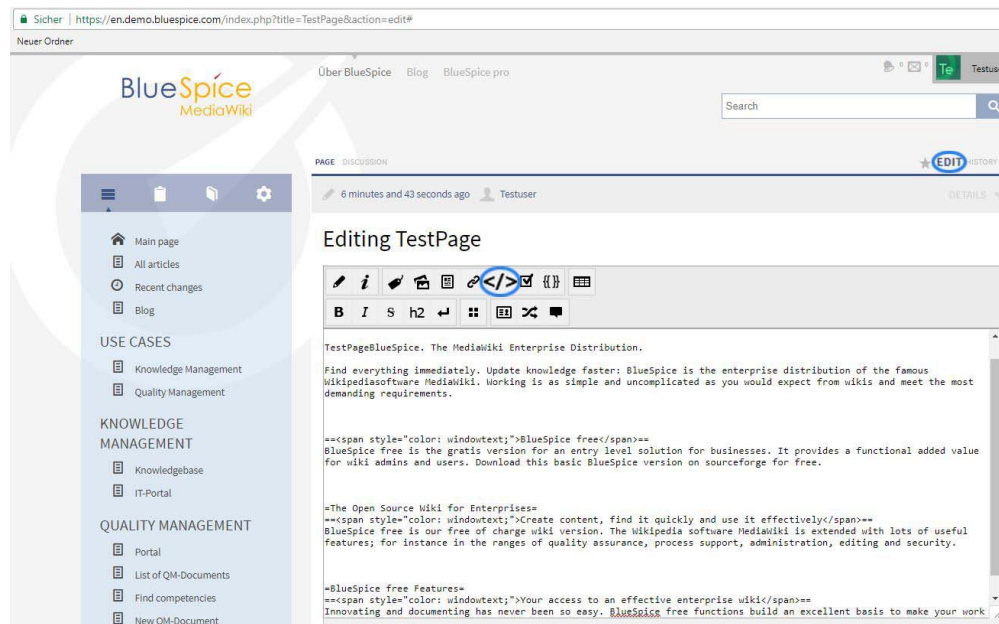 Sicher | https://en.demo.bluespice.com/index.php?title=TestPage&action=edit#
Neuer Ordner
BlueSpice
MediaWiki
Über BlueSpice Blog BlueSpice pro
Te Testus
Search
PAGE DISCUSSION
EDIT HISTORY
6 minutes and 43 seconds ago Testuser
DETAILS
Main page
All articles
Recent changes
Blog
USE CASES
Knowledge Management
Quality Management
KNOWLEDGE
MANAGEMENT
Knowledgebase
IT-Portal
QUALITY MANAGEMENT
Portal
List of QM-Documents
Find competencies
New QM-Document
Editing TestPage
i </> {{}}
B I S h2
TestPageBlueSpice. The MediaWiki Enterprise Distribution.
Find everything immediately. Update knowledge faster: BlueSpice is the enterprise distribution of the famous
Wikipediasoftware MediaWiki. Working is as simple and uncomplicated as you would expect from wikis and meet the most
demanding requirements.
==<span style="color: windowtext;">BlueSpice free</span>==
BlueSpice free is the gratis version for an entry level solution for businesses. It provides a functional added value
for wiki admins and users. Download this basic BlueSpice version on sourceforge for free.
=The Open Source Wiki for Enterprises=
==<span style="color: windowtext;">Create content, find it quickly and use it effectively</span>==
BlueSpice free is our free of charge wiki version. The Wikipedia software MediaWiki is extended with lots of useful
features; for instance in the ranges of quality assurance, process support, administration, editing and security.
=BlueSpice free Features=
==<span style="color: windowtext;">Your access to an effective enterprise wiki</span>==
Innovating and documenting has never been so easy. BlueSpice free functions build an excellent basis to make your work